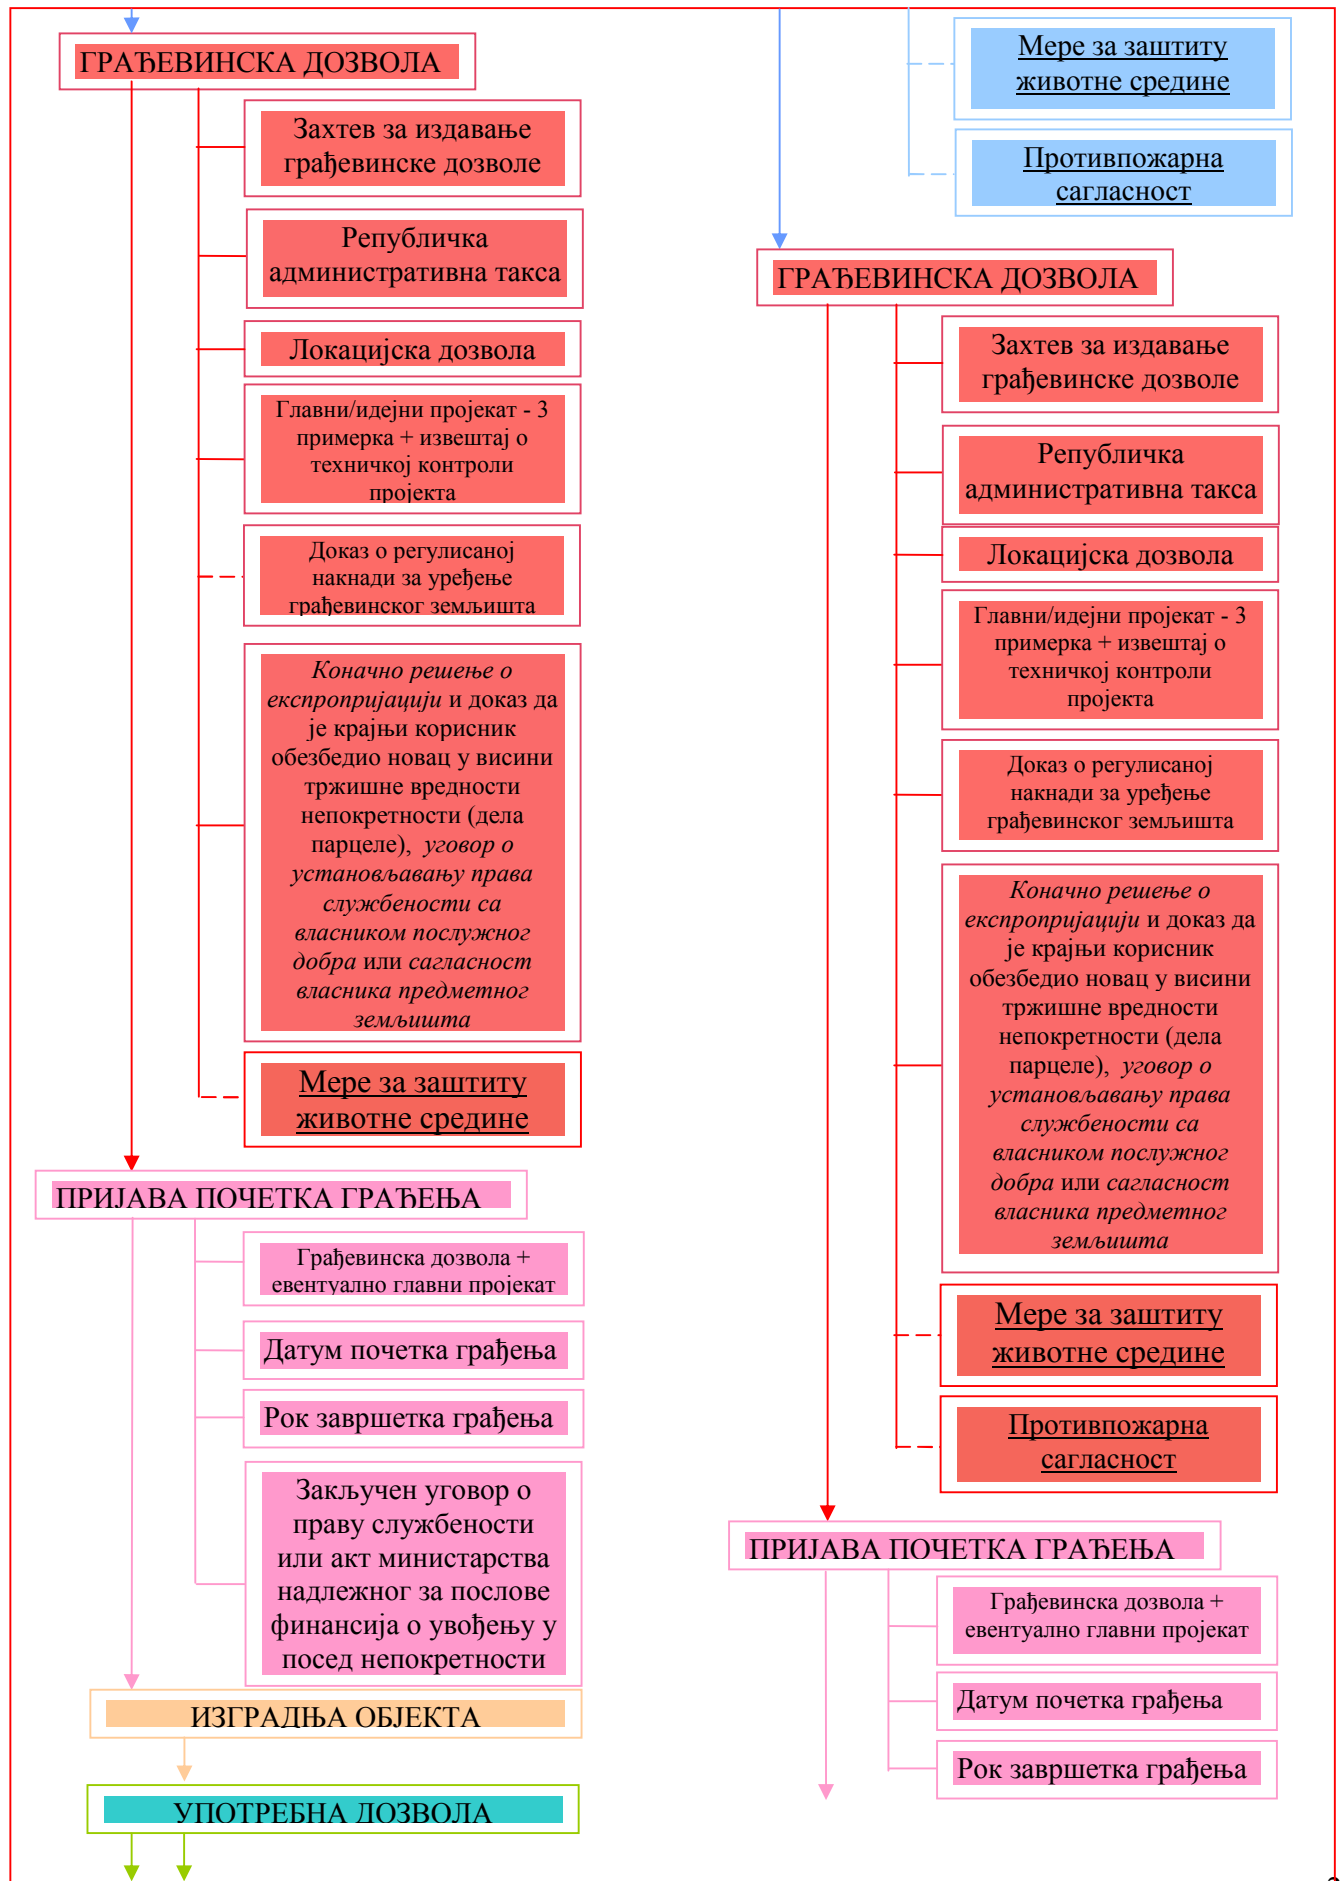 ГРАЂЕВИНСКА ДОЗВОЛА
Захтев за издавање
грађевинске дозволе
Републичка
административна такса
Локацијска дозвола
Главни/идејни пројекат - 3
примерка + извештај о
техничкој контроли
пројекта
Доказ о регулисаној
накнади за уређење
грађевинског земљишта
Коначно решење о
експропријацији и доказ да
је крајњи корисник
обезбедио новац у висини
тржишне вредности
непокретности (дела
парцеле), уговор о
установљавању права
службености са
власником послужног
добра или сагласност
власника предметног
земљишта
Мере за заштиту
животне средине
ПРИЈАВА ПОЧЕТКА ГРАЂЕЊА
Грађевинска дозвола +
евентуално главни пројекат
Датум почетка грађења
Рок завршетка грађења
Закључен уговор о
праву службености
или акт министарства
надлежног за послове
финансија о увођењу у
посед непокретности
ИЗГРАДЊА ОБЈЕКТА
УПОТРЕБНА ДОЗВОЛА
Мере за заштиту
животне средине
Противпожарна
сагласност
ГРАЂЕВИНСКА ДОЗВОЛА
Захтев за издавање
грађевинске дозволе
Републичка
административна такса
Локацијска дозвола
Главни/идејни пројекат - 3
примерка + извештај о
техничкој контроли
пројекта
Доказ о регулисаној
накнади за уређење
грађевинског земљишта
Коначно решење о
експропријацији и доказ да
је крајњи корисник
обезбедио новац у висини
тржишне вредности
непокретности (дела
парцеле), уговор о
установљавању права
службености са
власником послужног
добра или сагласност
власника предметног
земљишта
Мере за заштиту
животне средине
Противпожарна
сагласност
ПРИЈАВА ПОЧЕТКА ГРАЂЕЊА
Грађевинска дозвола +
евентуално главни пројекат
Датум почетка грађења
Рок завршетка грађења